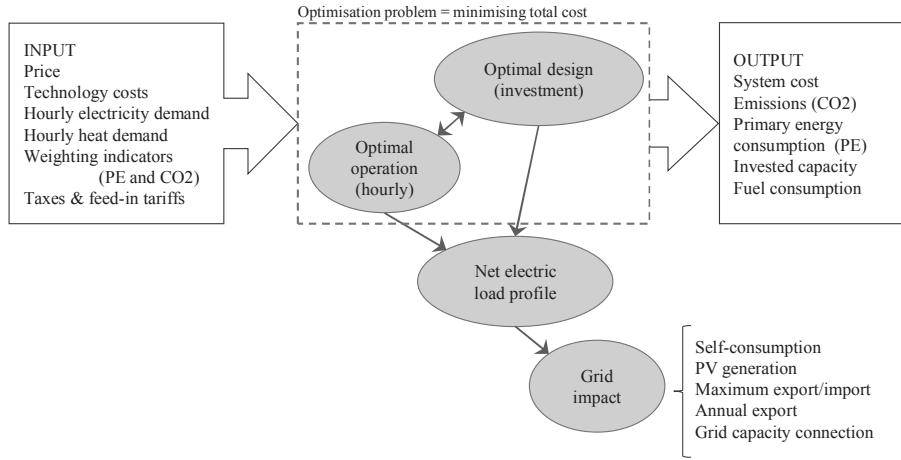 Optimisation problem = minimising total cost
INPUT
Price
Technology costs
Hourly electricity demand
Hourly heat demand
Weighting indicators
(PE and CO2)
Taxes & feed-in tariffs
Optimal design
(investment)
Optimal
operation
(hourly)
OUTPUT
System cost
Emissions (CO2)
Primary energy
consumption (PE)
Invested capacity
Fuel consumption
Net electric
load profile
Grid
impact
Self-consumption
PV generation
Maximum export/import
Annual export
Grid capacity connection